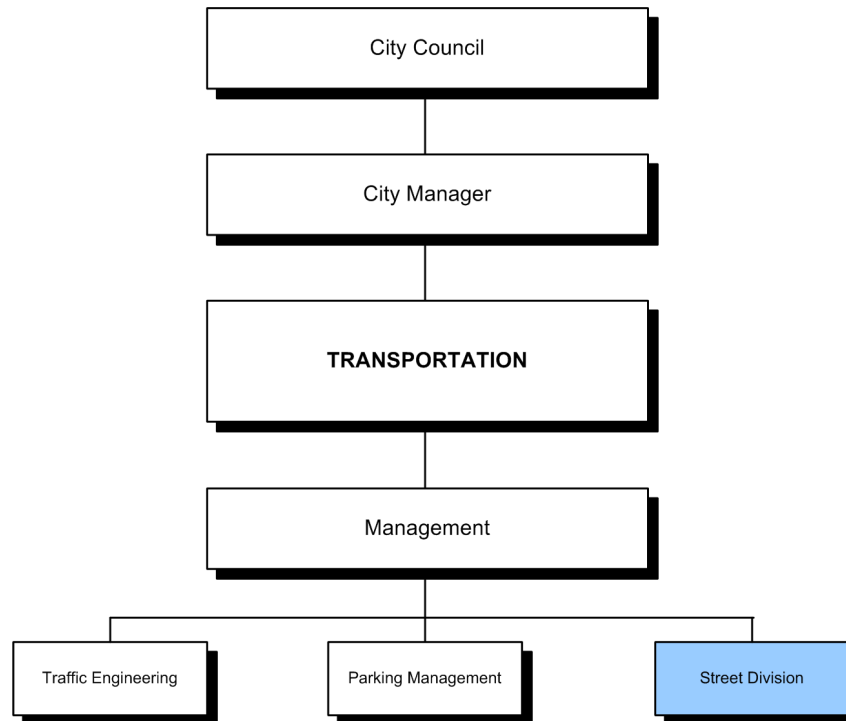 City Council
City Manager
TRANSPORTATION
Management
Traffic Engineering
Parking Management
Street Division